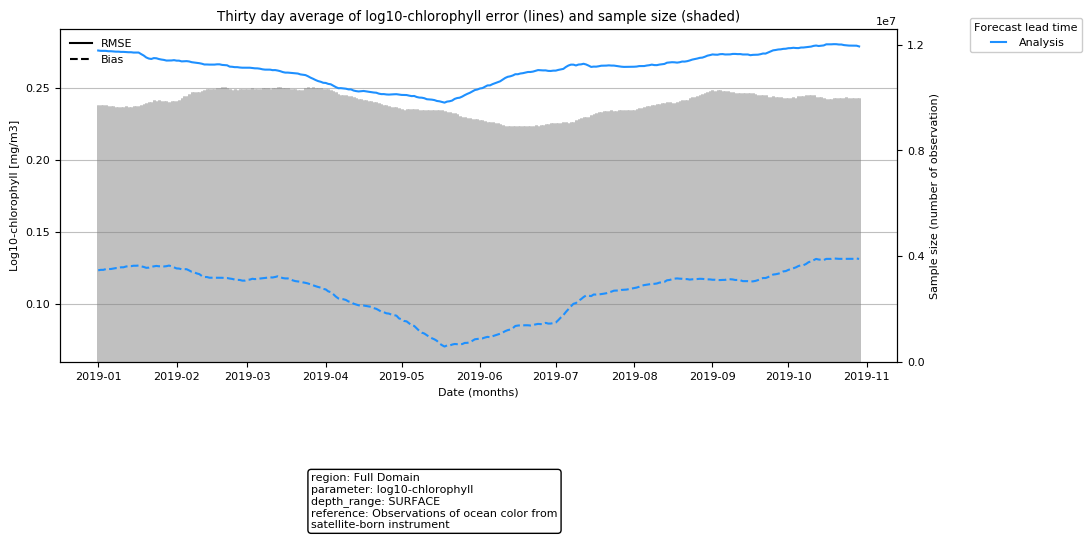 Thirty day average of log10-chlorophyll error (lines) and sample size (shaded)
1e7
Forecast lead time
Analysis
RMSE
Bias
Log10-chlorophyll [mg/m3]
0.25
0.20
0.15
0.10
1.2
0.8
0.4
0.0
Sample size (number of observation)
2019-01 2019-02 2019-03 2019-04 2019-05 2019-06 2019-07 2019-08 2019-09 2019-10 2019-11
Date (months)
region: Full Domain
parameter: log10-chlorophyll
depth_range: SURFACE
reference: Observations of ocean color from
satellite-born instrument